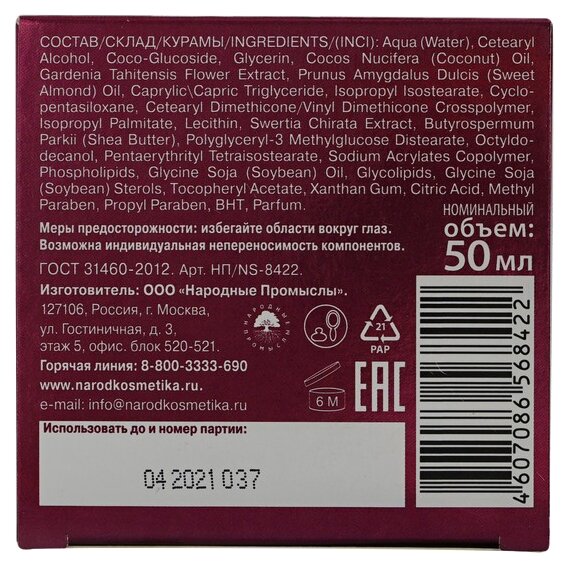 СОСТАВ/СКЛАД/КУРАМЫ/INGREDIENTS/(INCI): Aqua (Water), Cetearyl
Alcohol, Coco-Glucoside, Glycerin, Cocos Nucifera (Coconut) Oil,
Gardenia Tahitensis Flower Extract, Prunus Amygdalus Dulcis (Sweet
Almond) Oil, Caprylic\Capric Triglyceride, Isopropyl Isostearate, Cyclo-
pentasiloxane, Cetearyl Dimethicone/Vinyl Dimethicone Crosspolymer,
Isopropyl Palmitate, Lecithin, Swertia Chirata Extract, Butyrospermum
Parkii (Shea Butter), Polyglyceryl-3 Methylglucose Distearate, Octyldo-
decanol, Pentaerythrityl Tetraisostearate, Sodium Acrylates Copolymer,
Phospholipids, Glycine Soja (Soybean) Oil, Glycolipids, Glycine Soja
(Soybean) Sterols, Tocopheryl Acetate, Xanthan Gum, Citric Acid, Methyl
Paraben, Propyl Paraben, BHT, Parfum.
Меры предосторожности: избегайте области вокруг глаз.
Возможна индивидуальная непереносимость компонентов.
ГОСТ 31460-2012. Арт. НП/NS-8422.
Изготовитель: ООО «Народные Промыслы».
127106, Россия, г. Москва,
ул. Гостиничная, д. 3,
этаж 5, офис. блок 520-521.
Горячая линия: 8-800-3333-690
www.narodkosmetika.ru.
e-mail: info@narodkosmetika.ru
НАРОДНЫЕ ПРОМЫСЛЫ
21
PAP
6 М
EAC
НОМИНАЛЬНЫЙ
объем:
50 мл
4607086568422
Использовать до и номер партии:
04 2021 037